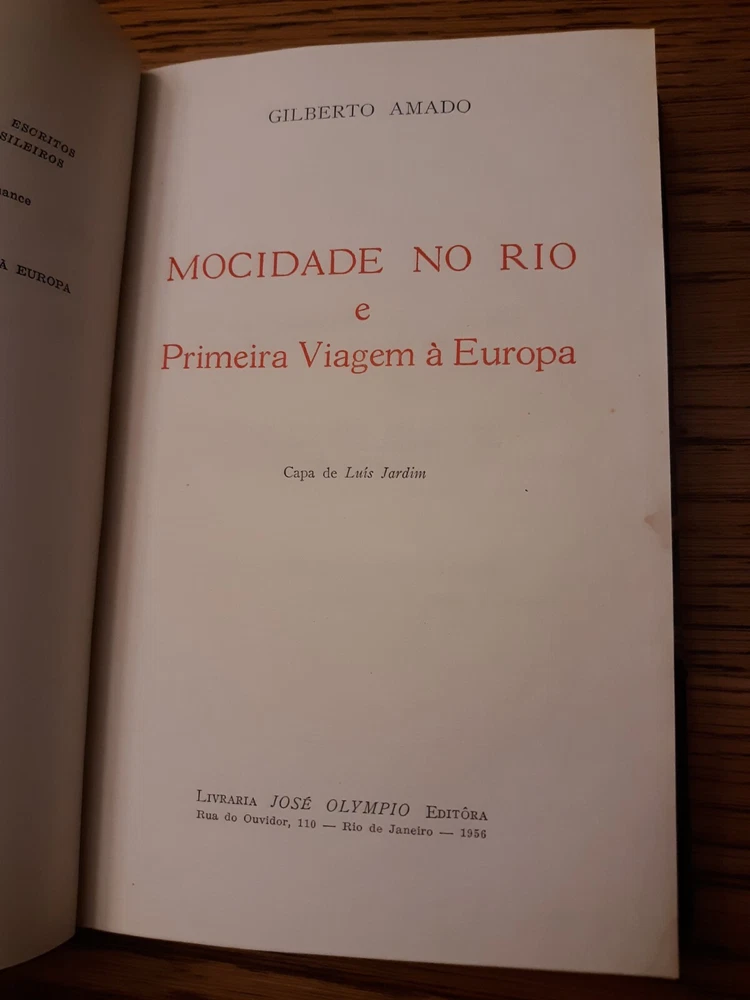 ESCRITOS
SILEIROS
ance
À EUROPA
GILBERTO AMADO
MOCIDADE NO RIO
e
Primeira Viagem à Europa
Capa de Luís Jardim
LIVRARIA JOSÉ OLYMPIO EDITÔRA
Rua do Ouvidor, 110 — Rio de Janeiro — 1956